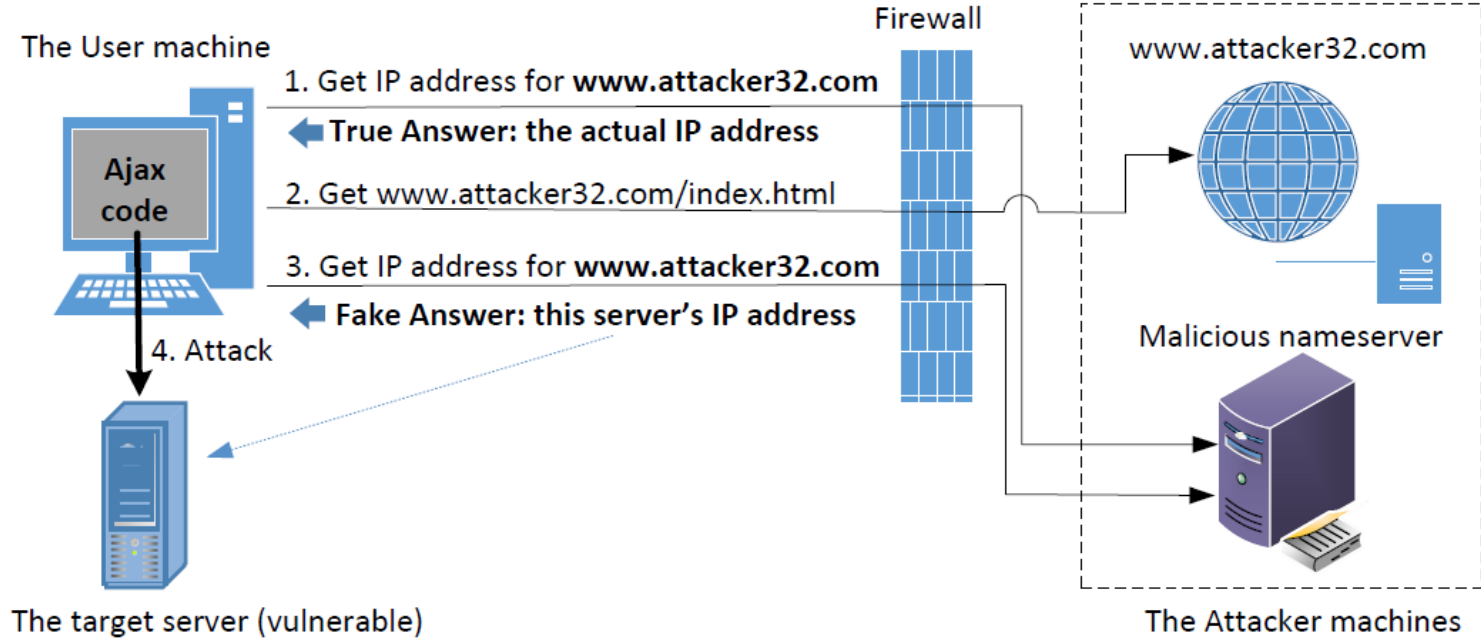 Firewall
The User machine
www.attacker32.com
1. Get IP address for www.attacker32.com
True Answer: the actual IP address
Ajax
code
2. Get www.attacker32.com/index.html
3. Get IP address for www.attacker32.com
Fake Answer: this server's IP address
Malicious nameserver
4. Attack
The target server (vulnerable)
The Attacker machines